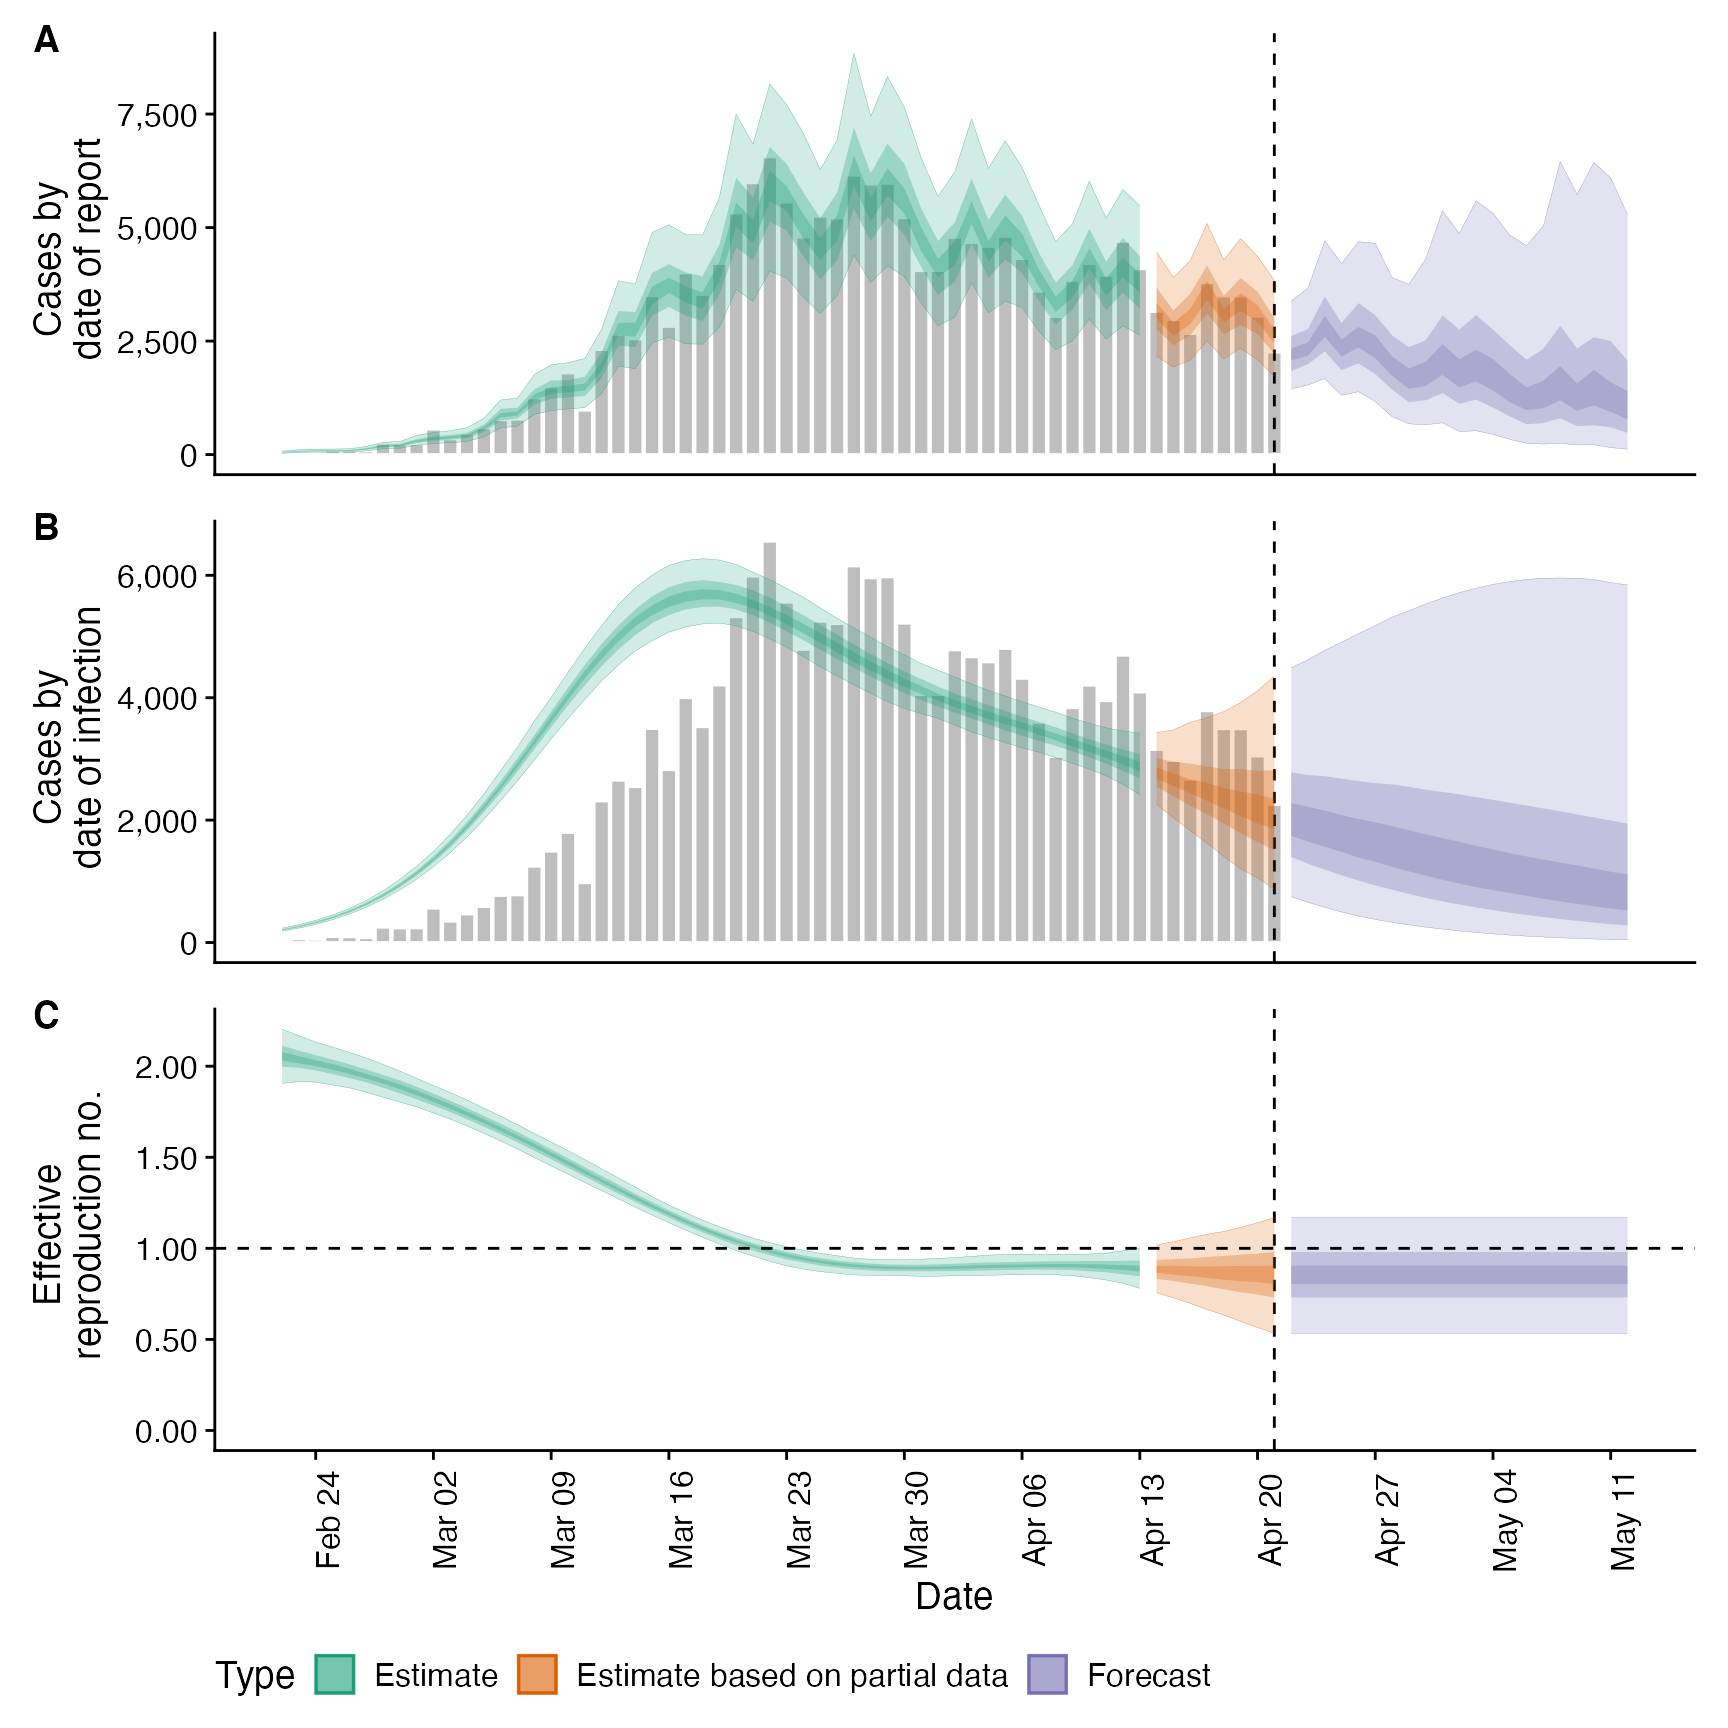 A
Cases by
date of report
7,500
5,000
2,500
0
B
Cases by
date of infection
6,000
4,000
2,000
0
C
Effective
reproduction no.
2.00
1.50
1.00
0.50
0.00
Feb 24
Mar 02
Mar 09
Mar 16
Mar 23
Mar 30
Apr 06
Apr 13
Apr 20
Apr 27
May 04
May 11
Date
Type Estimate Estimate based on partial data Forecast